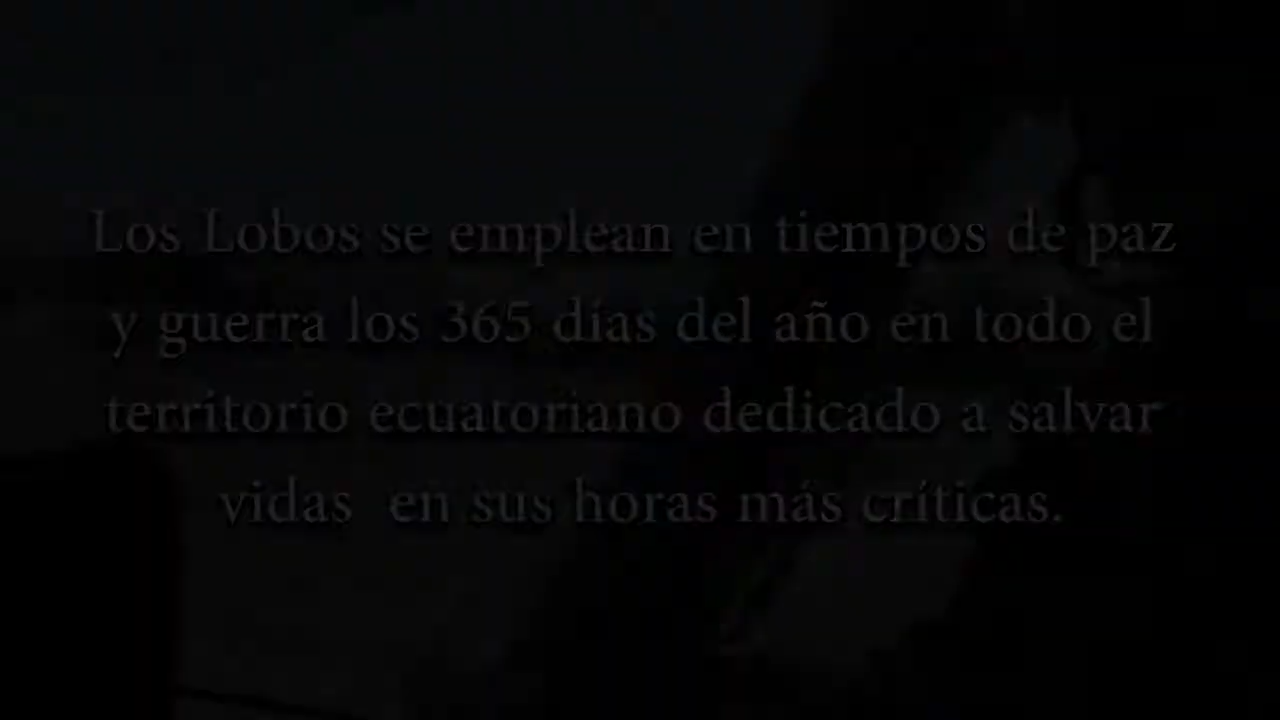 Los Lobos se emplean en tiempos de paz
y guerra los 365 días del año en todo el
territorio ecuatoriano dedicado a salvar
vidas en sus horas más críticas.